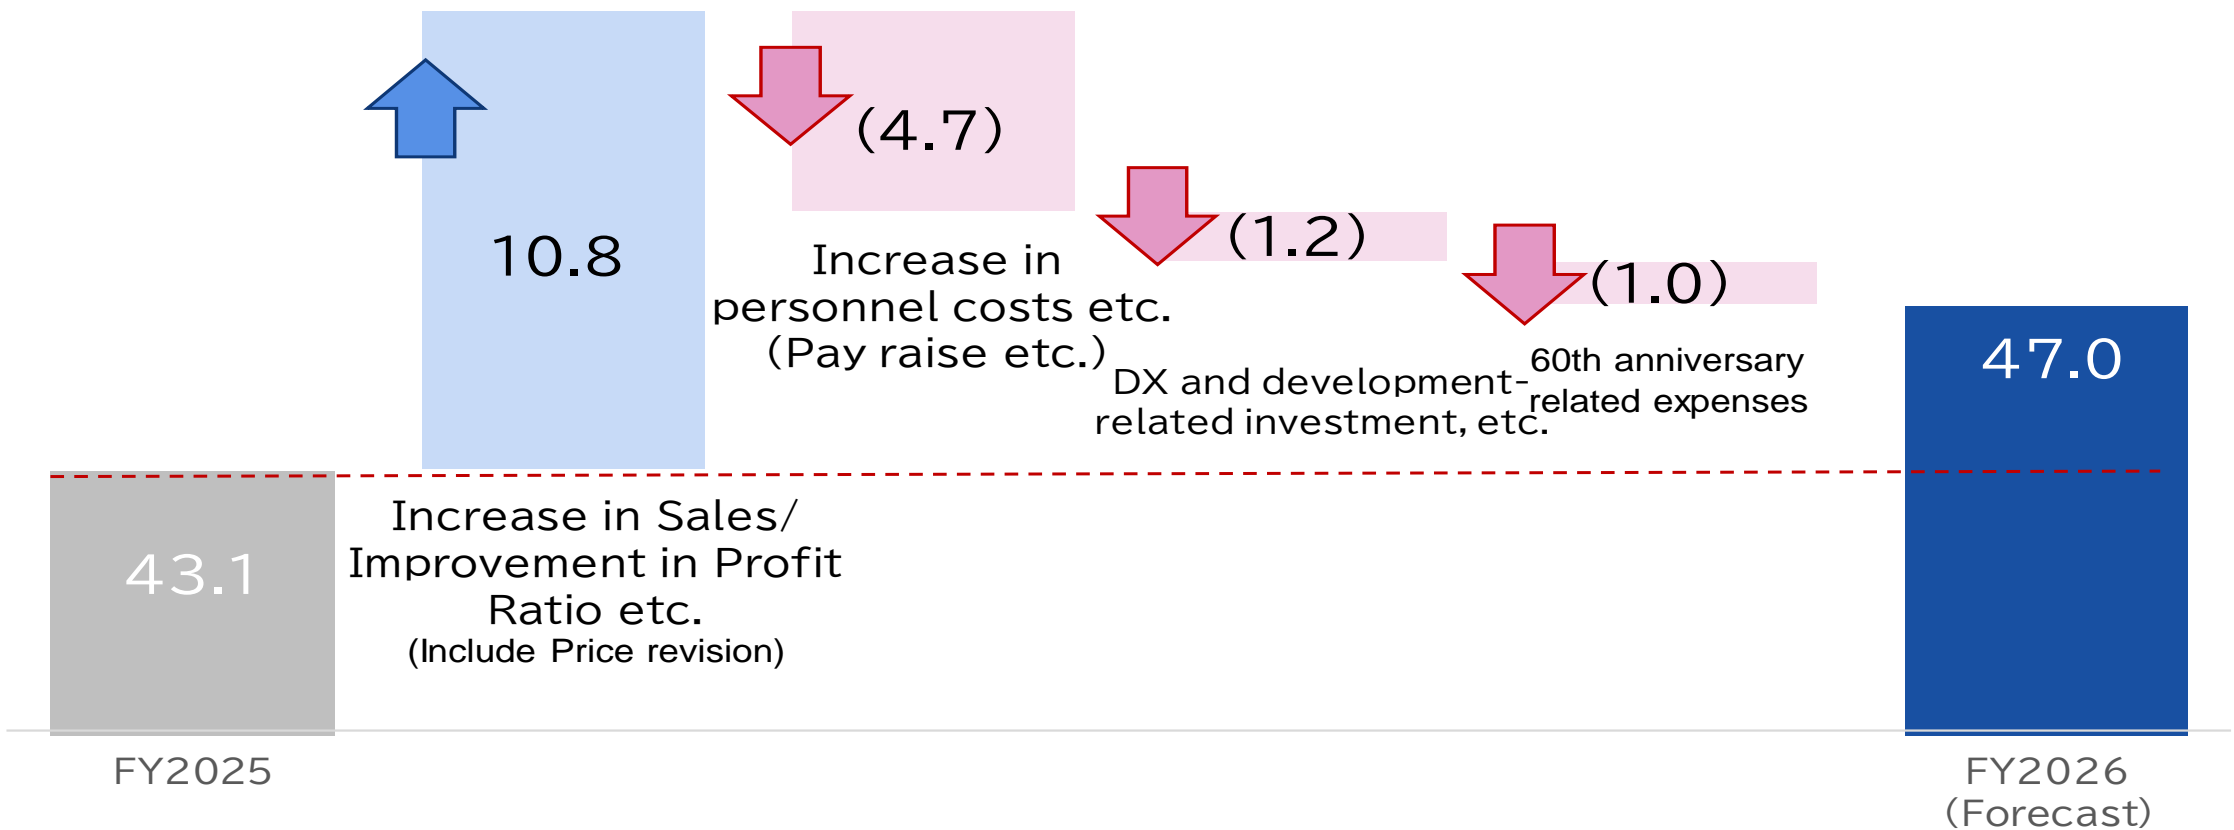 43.1
FY2025
10.8
Increase in Sales/
Improvement in Profit
Ratio etc.
(Include Price revision)
(4.7)
Increase in
personnel costs etc.
(Pay raise etc.)
(1.2)
DX and development-
related investment, etc.
(1.0)
60th anniversary
related expenses
47.0
FY2026
(Forecast)